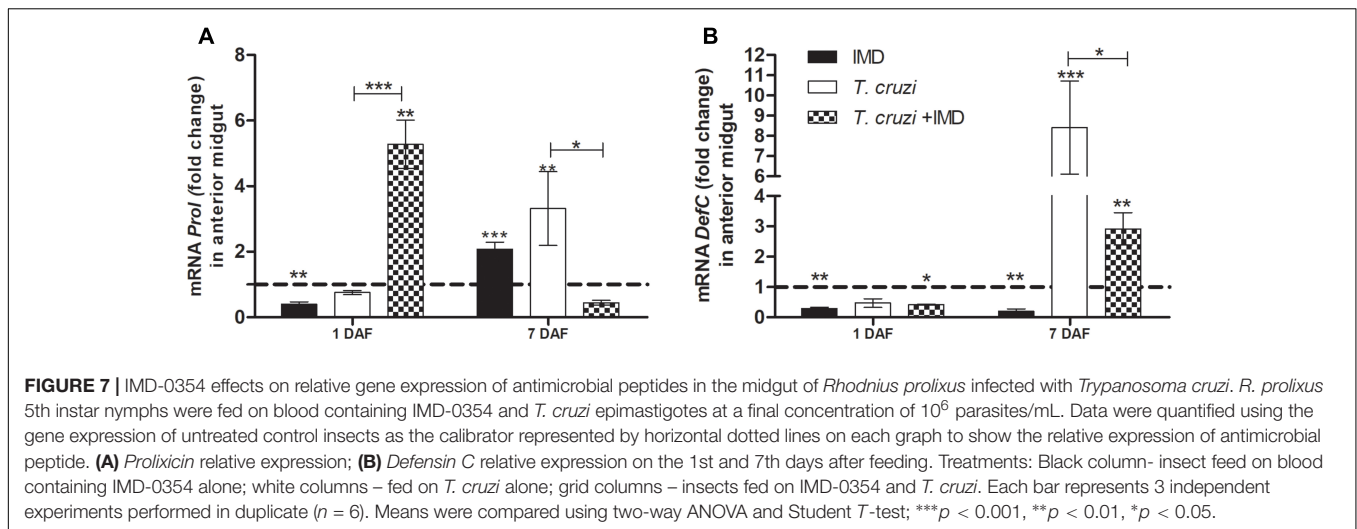 A
mRNA ProI (fold change)
in anterior midgut
8
6
4
2
0
**
***
**
***
**
*
1 DAF
7 DAF
B
mRNA DefC (fold change)
in anterior midgut
12
11
10
9
8
7
6
4
3
2
1
0
IMD
T. cruzi
T. cruzi +IMD
**
*
**
***
*
**
1 DAF
7 DAF
FIGURE 7 | IMD-0354 effects on relative gene expression of antimicrobial peptides in the midgut of Rhodnius prolixus infected with Trypanosoma cruzi. R. prolixus
5th instar nymphs were fed on blood containing IMD-0354 and T. cruzi epimastigotes at a final concentration of 10⁶ parasites/mL. Data were quantified using the
gene expression of untreated control insects as the calibrator represented by horizontal dotted lines on each graph to show the relative expression of antimicrobial
peptide. (A) Prolixicin relative expression; (B) Defensin C relative expression on the 1st and 7th days after feeding. Treatments: Black column- insect feed on blood
containing IMD-0354 alone; white columns – fed on T. cruzi alone; grid columns – insects fed on IMD-0354 and T. cruzi. Each bar represents 3 independent
experiments performed in duplicate (n = 6). Means were compared using two-way ANOVA and Student T-test; ***p < 0.001, **p < 0.01, *p < 0.05.